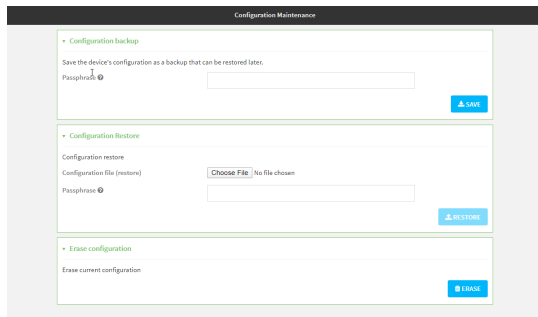 Configuration Maintenance
Configuration backup
Save the device's configuration as a backup that can be restored later.
Passphrase
SAVE
Configuration Restore
Configuration restore
Configuration file (restore) Choose File No file chosen
Passphrase
RESTORE
Erase configuration
Erase current configuration
ERASE